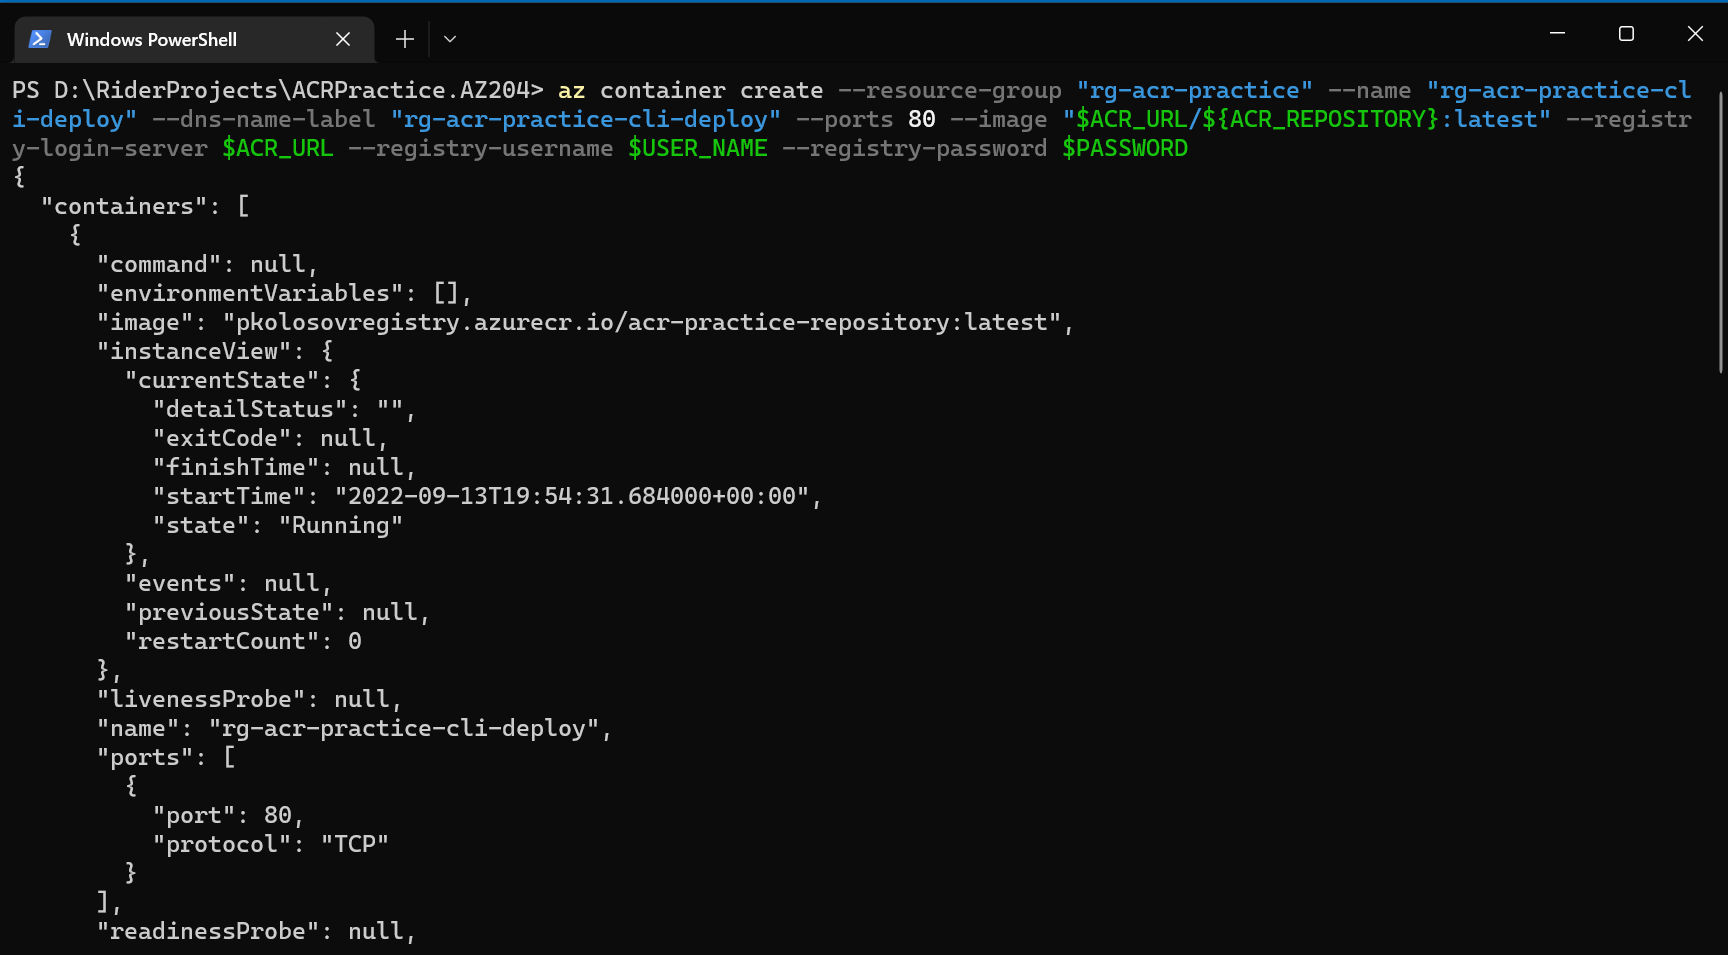 Windows PowerShell
PS D:\RiderProjects\ACRPractice.AZ204> az container create --resource-group "rg-acr-practice" --name "rg-acr-practice-cl
i-deploy" --dns-name-label "rg-acr-practice-cli-deploy" --ports 80 --image "$ACR_URL/${ACR_REPOSITORY}:latest" --registr
y-login-server $ACR_URL --registry-username $USER_NAME --registry-password $PASSWORD
{
  "containers": [
    {
      "command": null,
      "environmentVariables": [],
      "image": "pkolosovregistry.azurecr.io/acr-practice-repository:latest",
      "instanceView": {
        "currentState": {
          "detailStatus": "",
          "exitCode": null,
          "finishTime": null,
          "startTime": "2022-09-13T19:54:31.684000+00:00",
          "state": "Running"
        },
        "events": null,
        "previousState": null,
        "restartCount": 0
      },
      "livenessProbe": null,
      "name": "rg-acr-practice-cli-deploy",
      "ports": [
        {
          "port": 80,
          "protocol": "TCP"
        }
      ],
      "readinessProbe": null,